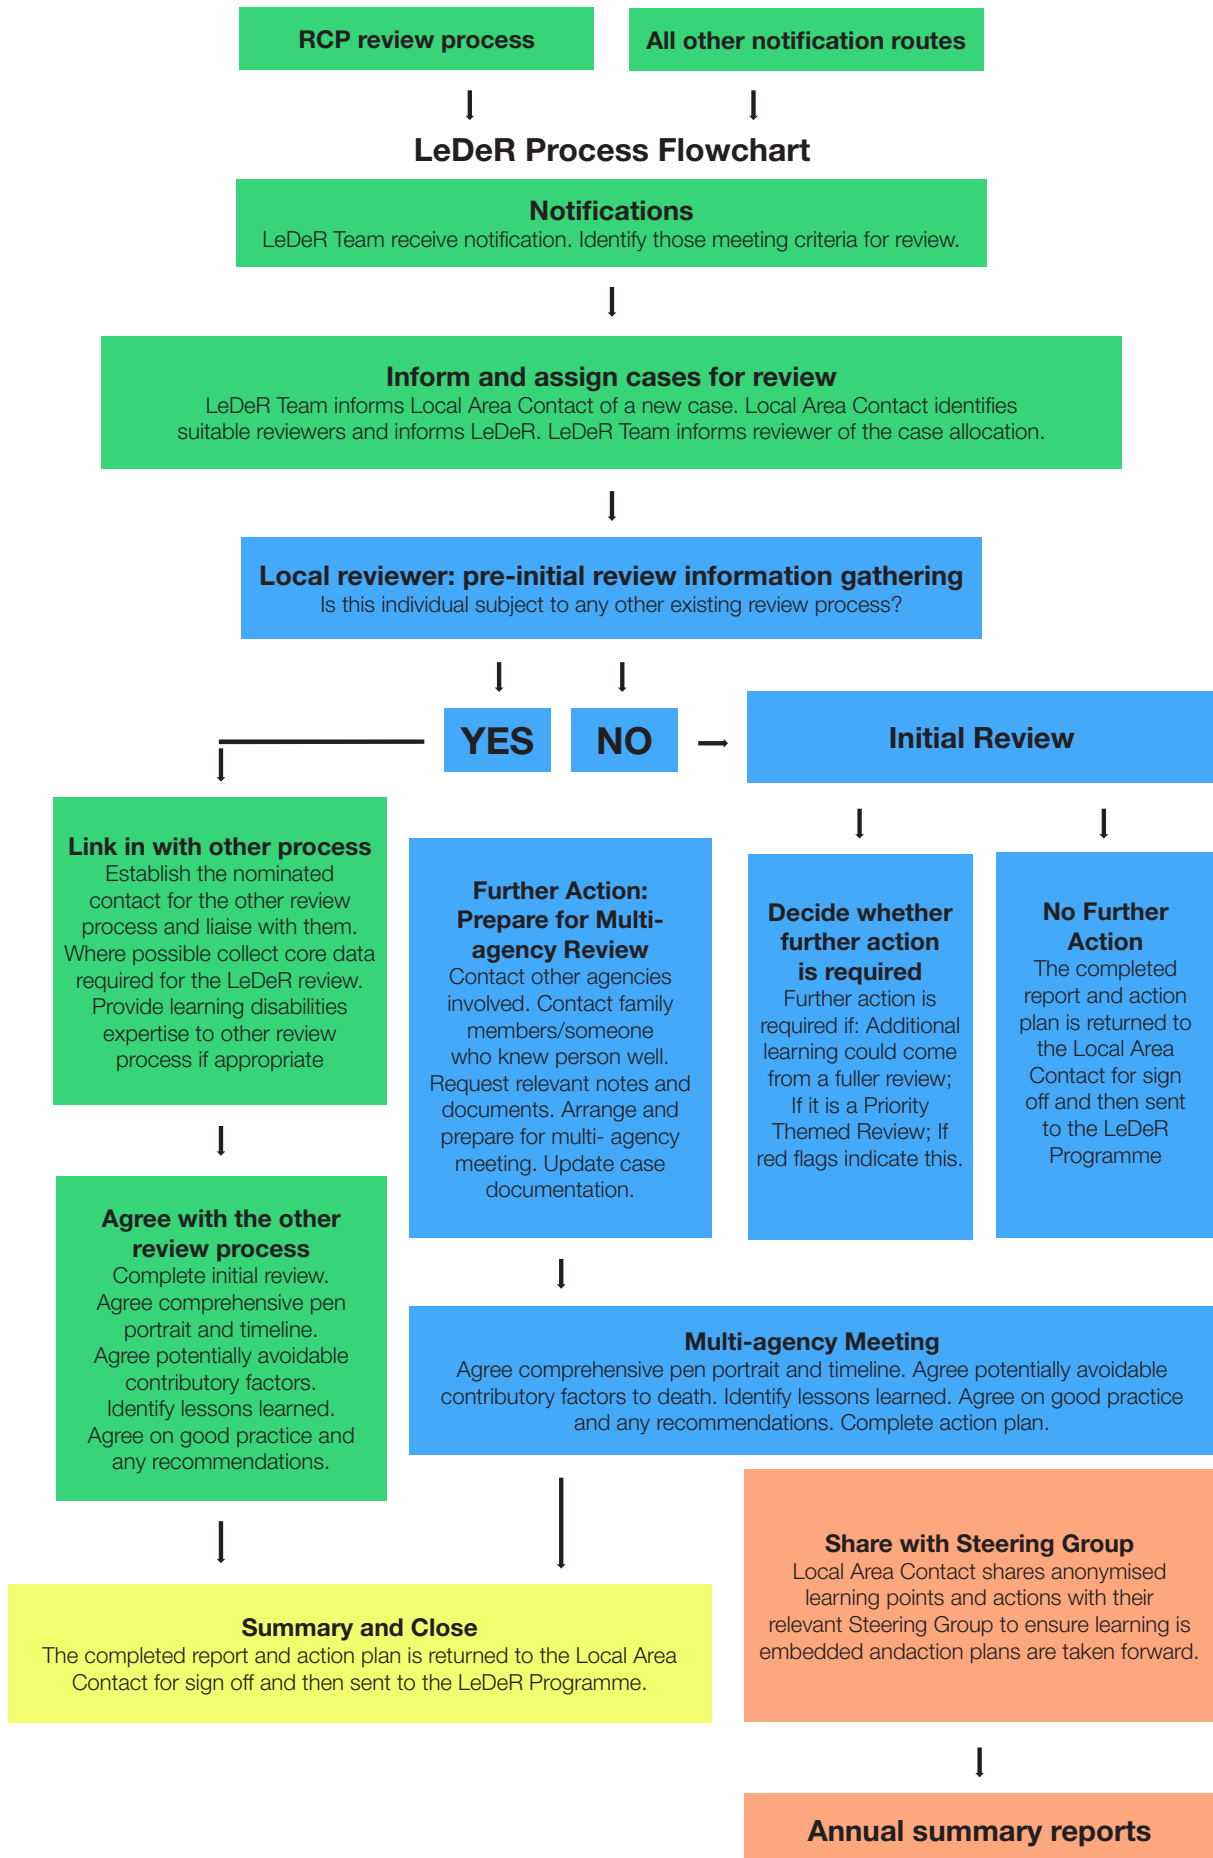 RCP review process
All other notification routes
LeDeR Process Flowchart
Notifications
LeDeR Team receive notification. Identify those meeting criteria for review.
Inform and assign cases for review
LeDeR Team informs Local Area Contact of a new case. Local Area Contact identifies
suitable reviewers and informs LeDeR. LeDeR Team informs reviewer of the case allocation.
Local reviewer: pre-initial review information gathering
Is this individual subject to any other existing review process?
YES
NO
Initial Review
Link in with other process
Establish the nominated
contact for the other review
process and liaise with them.
Where possible collect core data
required for the LeDeR review.
Provide learning disabilities
expertise to other review
process if appropriate
Further Action:
Prepare for Multi-
agency Review
Contact other agencies
involved. Contact family
members/someone
who knew person well.
Request relevant notes and
documents. Arrange and
prepare for multi- agency
meeting. Update case
documentation.
Decide whether
further action
is required
Further action is
required if: Additional
learning could come
from a fuller review;
If it is a Priority
Themed Review; If
red flags indicate this.
No Further
Action
The completed
report and action
plan is returned to
the Local Area
Contact for sign
off and then sent
to the LeDeR
Programme
Agree with the other
review process
Complete initial review.
Agree comprehensive pen
portrait and timeline.
Agree potentially avoidable
contributory factors.
Identify lessons learned.
Agree on good practice and
any recommendations.
Multi-agency Meeting
Agree comprehensive pen portrait and timeline. Agree potentially avoidable
contributory factors to death. Identify lessons learned. Agree on good practice
and any recommendations. Complete action plan.
Share with Steering Group
Local Area Contact shares anonymised
learning points and actions with their
relevant Steering Group to ensure learning is
embedded andaction plans are taken forward.
Summary and Close
The completed report and action plan is returned to the Local Area
Contact for sign off and then sent to the LeDeR Programme.
Annual summary reports